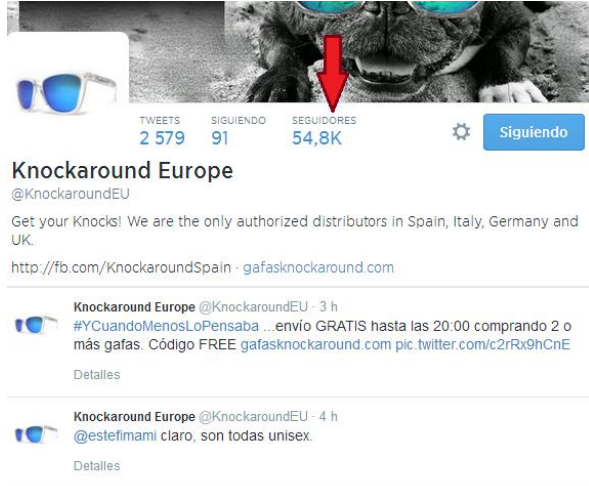 TWEETS SIGUIENDO SEGUIDORES
2 579 91 54,8K
Siguiendo
Knockaround Europe
@KnockaroundEU
Get your Knocks! We are the only authorized distributors in Spain, Italy, Germany and
UK.
http://fb.com/KnockaroundSpain · gafasknockaround.com
Knockaround Europe @KnockaroundEU · 3 h
#YCuandoMenosLoPensaba ...envío GRATIS hasta las 20:00 comprando 2 o
más gafas. Código FREE gafasknockaround.com pic.twitter.com/c2rRx9hCnE
Detalles
Knockaround Europe @KnockaroundEU · 4 h
@estefimami claro, son todas unisex.
Detalles